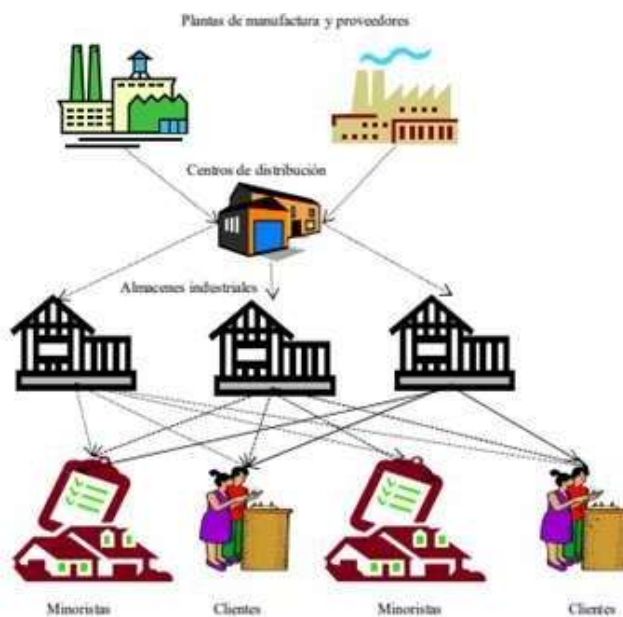 Plantas de manufactura y proveedores
Centros de distribución
Almacenes industriales
Minoristas
Clientes
Minoristas
Clientes